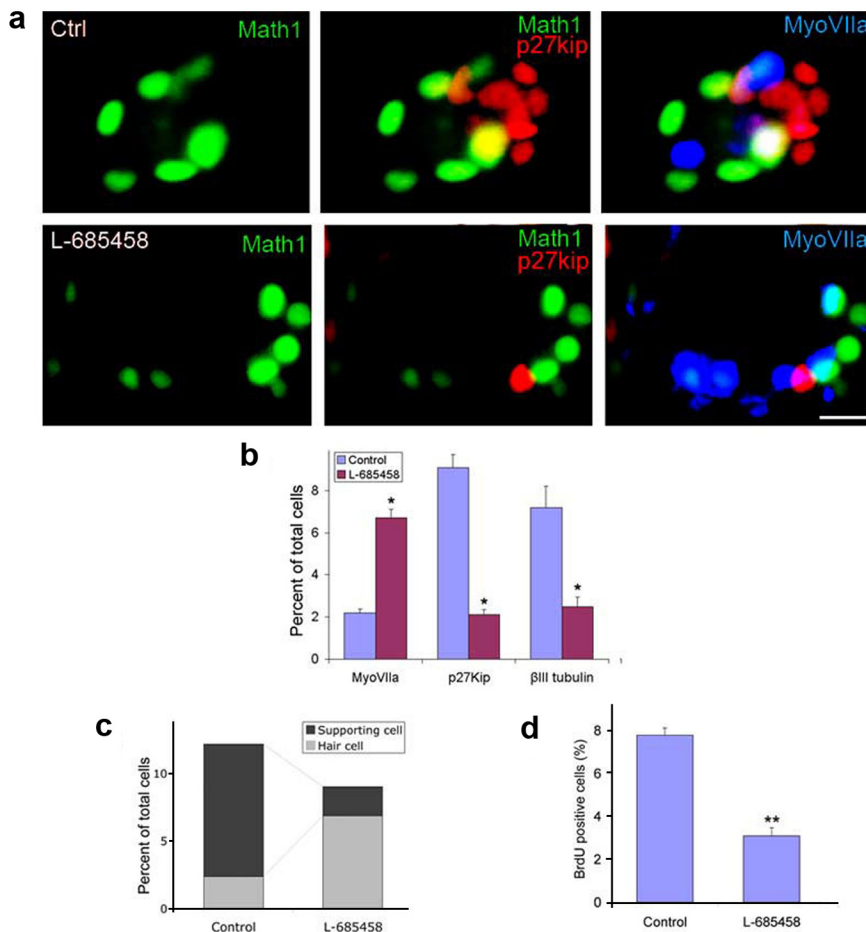 a
Ctrl
Math1
Math1
p27kip
MyoVIIa
L-685458
Math1
Math1
p27kip
MyoVIIa
b
Control
L-685458
Percent of total cells
8
6
4
2
0
*
*
*
MyoVIIa
p27Kip
βIII tubulin
c
Supporting cell
Hair cell
Percent of total cells
10
5
0
Control
L-685458
d
BrdU positive cells (%)
8
6
4
2
0
**
Control
L-685458